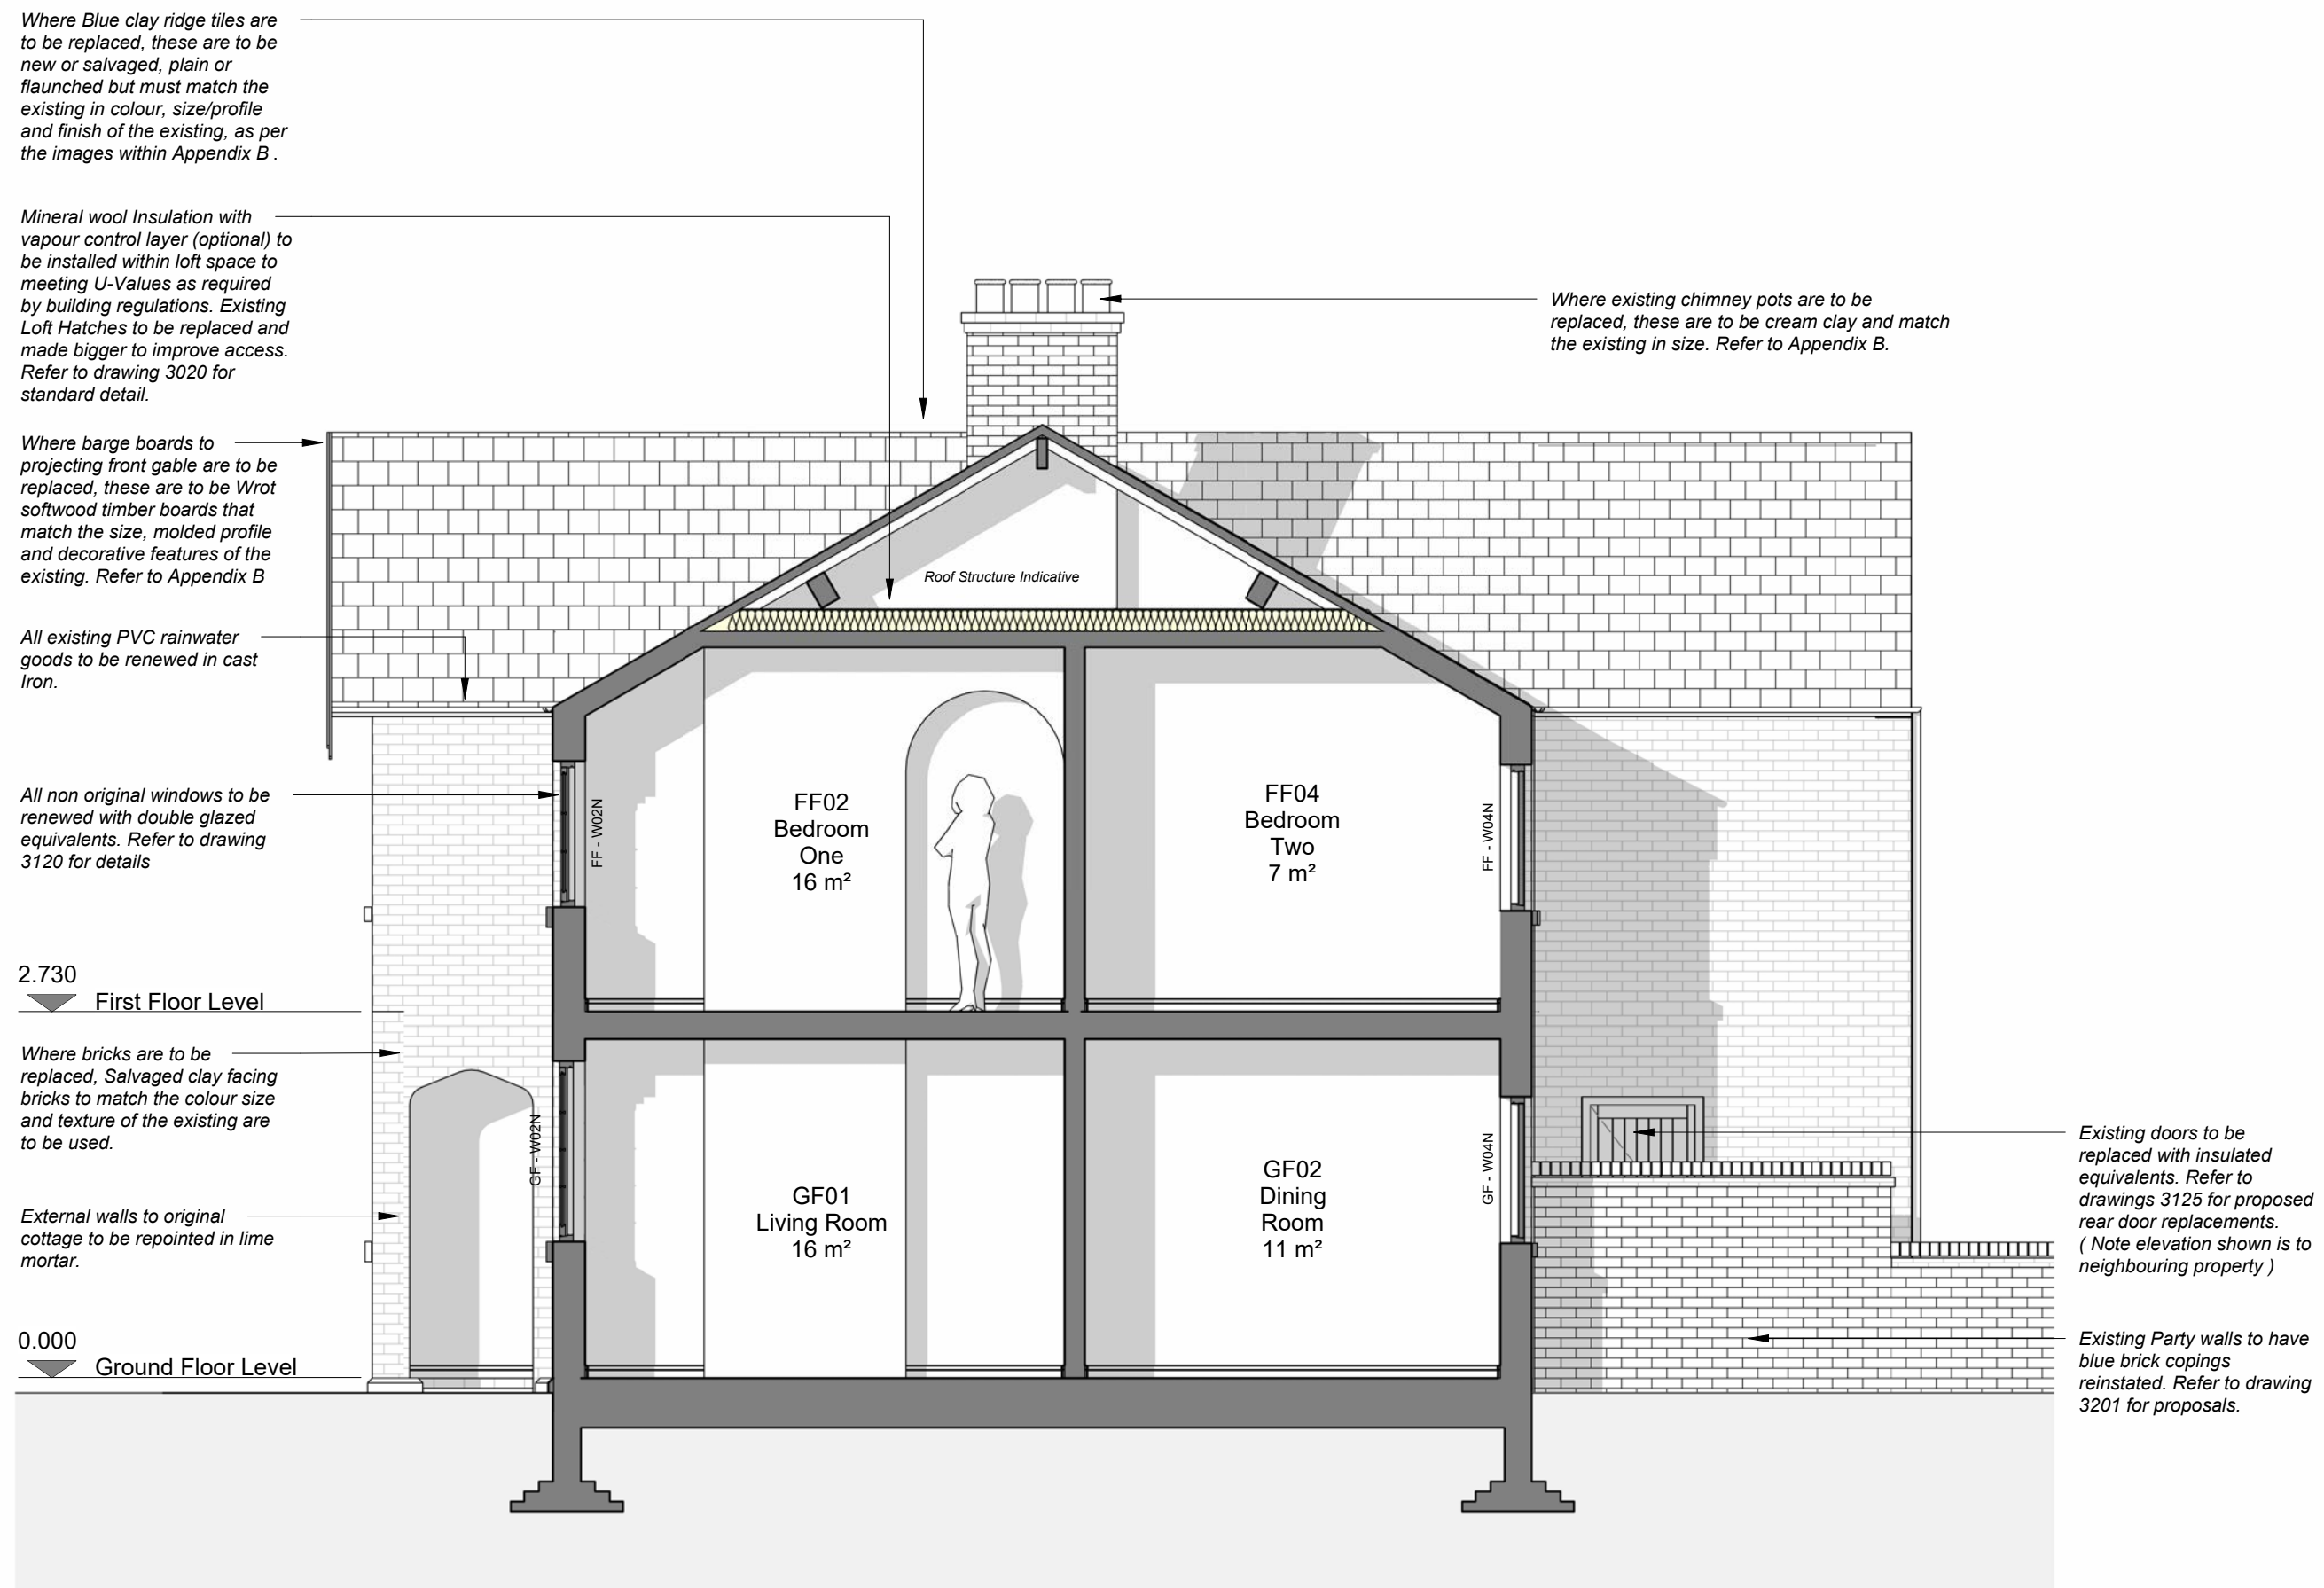 Where Blue clay ridge tiles are
to be replaced, these are to be
new or salvaged, plain or
flaunched but must match the
existing in colour, size/profile
and finish of the existing, as per
the images within Appendix B .
Mineral wool Insulation with
vapour control layer (optional) to
be installed within loft space to
meeting U-Values as required
by building regulations. Existing
Loft Hatches to be replaced and
made bigger to improve access.
Refer to drawing 3020 for
standard detail.
Where existing chimney pots are to be
replaced, these are to be cream clay and match
the existing in size. Refer to Appendix B.
Where barge boards to
projecting front gable are to be
replaced, these are to be Wrot
softwood timber boards that
match the size, molded profile
and decorative features of the
existing. Refer to Appendix B
Roof Structure Indicative
All existing PVC rainwater
goods to be renewed in cast
Iron.
All non original windows to be
renewed with double glazed
equivalents. Refer to drawing
3120 for details
FF - W02N
FF02
Bedroom
One
16 m²
FF04
Bedroom
Two
7 m²
FF - W04N
2.730
First Floor Level
Where bricks are to be
replaced, Salvaged clay facing
bricks to match the colour size
and texture of the existing are
to be used.
External walls to original
cottage to be repointed in lime
mortar.
GF - W02N
GF01
Living Room
16 m²
GF02
Dining
Room
11 m²
GF - W04N
Existing doors to be
replaced with insulated
equivalents. Refer to
drawings 3125 for proposed
rear door replacements.
( Note elevation shown is to
neighbouring property )
0.000
Ground Floor Level
Existing Party walls to have
blue brick copings
reinstated. Refer to drawing
3201 for proposals.